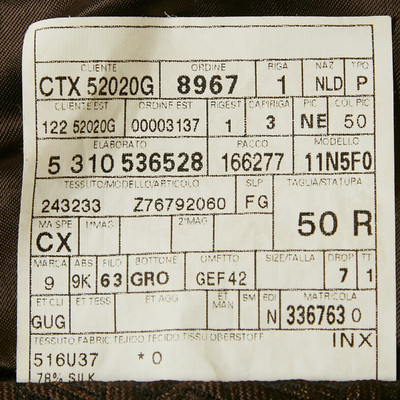 CLIENTE ORDINE RIGA NAZ TPO
CTX 52020G 8967 1 NLD P
CLIENTE EST ORDINE EST RIGEST CAPIRIGA PIC COL PIC
122 52020G 00003137 1 3 NE 50
ELABORATO PACCO MODELLO
5 310 536528 166277 11N5F0
TESSUTO/MODELLO/ARTICOLO SLP TAGLIA/STATURA
243233 Z76792060 FG 50 R
MA SPE 1°MAG 2°MAG
CX
MARCA ABS FILO BOTTONE OMETTO SIZE/TALLA DROP TT
9 9K 63 GRO GEF42 7 1
ET CLI ET TESS ET AGG ET MAN SM EDI MATRICOLA
GUG N 336763 0
TESSUTO FABRIC TEJIDO TECIDO TISSU OBERSTOFF INX
516U37 * 0
78% SILK